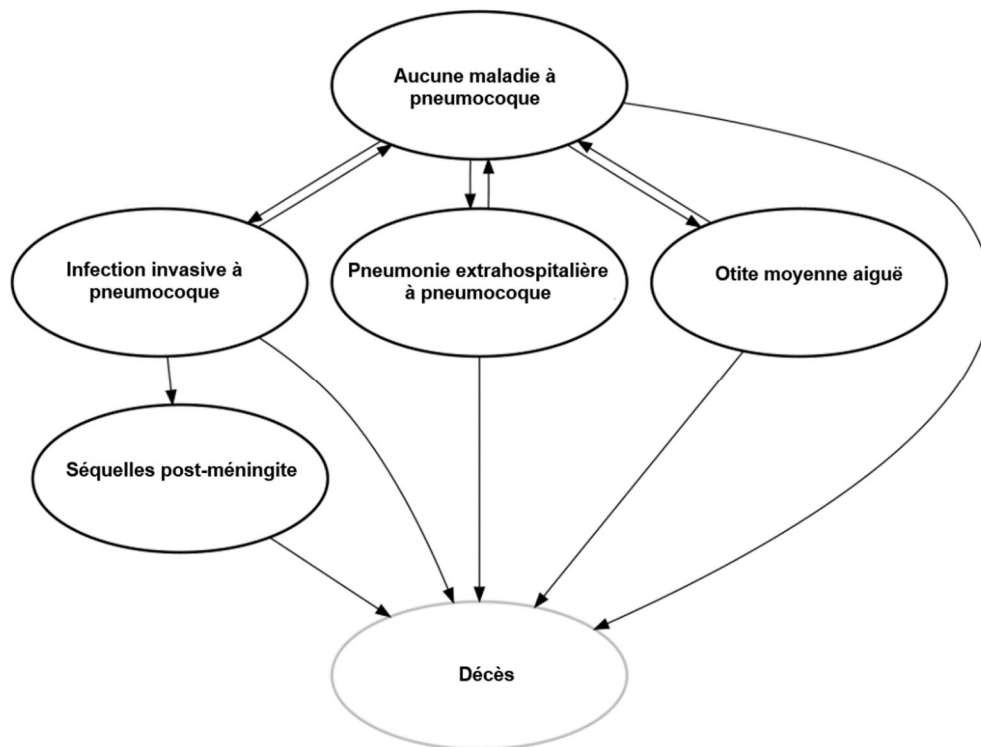 Aucune maladie à
pneumocoque
Infection invasive à
pneumocoque
Pneumonie extrahospitalière
à pneumocoque
Otite moyenne aiguë
Séquelles post-méningite
Décès